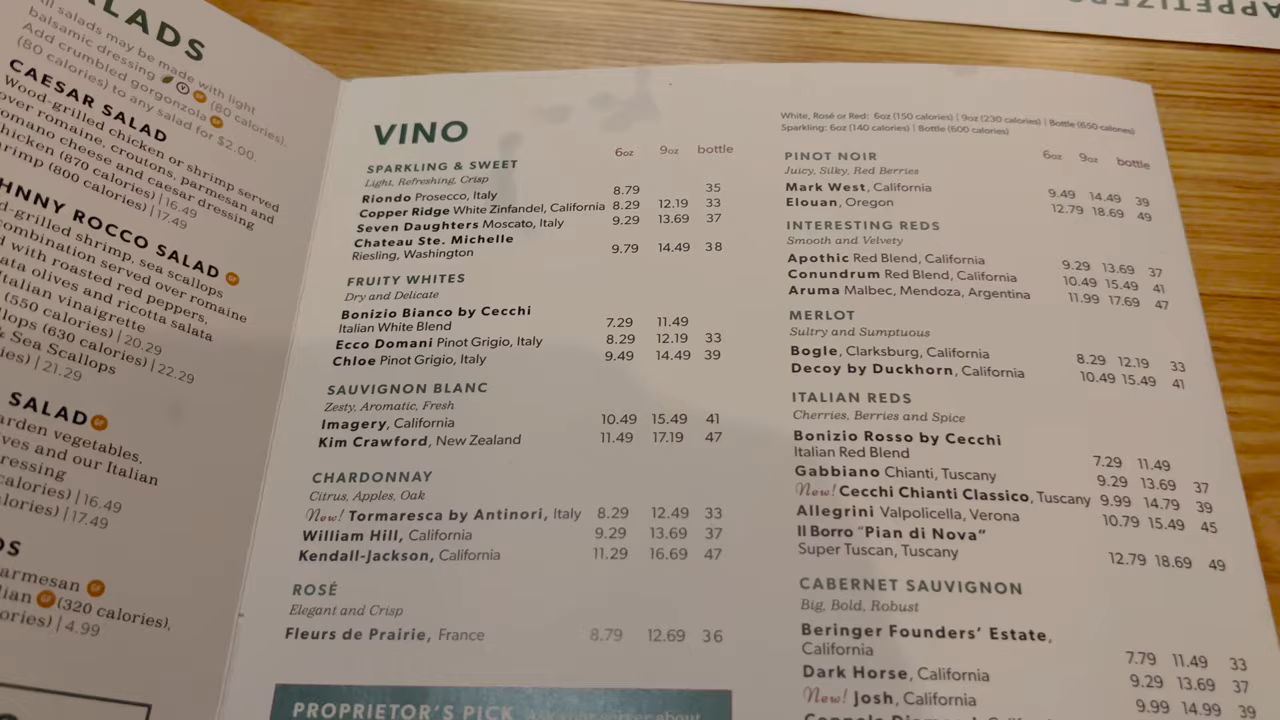 APPETIZERS
SALADS
All salads may be made with light
balsamic dressing (80 calories).
Add crumbled gorgonzola
(80 calories) to any salad for $2.00.
CAESAR SALAD
Wood-grilled chicken or shrimp served
over romaine, croutons, parmesan and
romano cheese and caesar dressing
Chicken (870 calories) | 16.49
Shrimp (800 calories) | 17.49
JOHNNY ROCCO SALAD GF
-grilled shrimp, sea scallops
combination served over romaine
with roasted red peppers,
olives and ricotta salata
Italian vinaigrette
(550 calories) | 20.29
(630 calories) | 22.29
& Sea Scallops
| 21.29
SALAD GF
garden vegetables,
and our Italian
dressing
calories) | 16.49
calories) | 17.49
parmesan GF
GF (320 calories),
| 4.99
VINO
6oz 9oz bottle
SPARKLING & SWEET
Light, Refreshing, Crisp
Riondo Prosecco, Italy 8.79 35
Copper Ridge White Zinfandel, California 8.29 12.19 33
Seven Daughters Moscato, Italy 9.29 13.69 37
Chateau Ste. Michelle
Riesling, Washington 9.79 14.49 38
FRUITY WHITES
Dry and Delicate
Bonizio Bianco by Cecchi
Italian White Blend 7.29 11.49
Ecco Domani Pinot Grigio, Italy 8.29 12.19 33
Chloe Pinot Grigio, Italy 9.49 14.49 39
SAUVIGNON BLANC
Zesty, Aromatic, Fresh
Imagery, California 10.49 15.49 41
Kim Crawford, New Zealand 11.49 17.19 47
CHARDONNAY
Citrus, Apples, Oak
New! Tormaresca by Antinori, Italy 8.29 12.49 33
William Hill, California 9.29 13.69 37
Kendall-Jackson, California 11.29 16.69 47
ROSÉ
Elegant and Crisp
Fleurs de Prairie, France 8.79 12.69 36
PROPRIETOR'S PICK Ask your server about
White, Rosé or Red: 6oz (150 calories) | 9oz (230 calories) | Bottle (650 calories)
Sparkling: 6oz (140 calories) | Bottle (600 calories)
6oz 9oz bottle
PINOT NOIR
Juicy, Silky, Red Berries
Mark West, California 9.49 14.49 39
Elouan, Oregon 12.79 18.69 49
INTERESTING REDS
Smooth and Velvety
Apothic Red Blend, California 9.29 13.69 37
Conundrum Red Blend, California 10.49 15.49 41
Aruma Malbec, Mendoza, Argentina 11.99 17.69 47
MERLOT
Sultry and Sumptuous
Bogle, Clarksburg, California 8.29 12.19 33
Decoy by Duckhorn, California 10.49 15.49 41
ITALIAN REDS
Cherries, Berries and Spice
Bonizio Rosso by Cecchi
Italian Red Blend 7.29 11.49
Gabbiano Chianti, Tuscany 9.29 13.69 37
New! Cecchi Chianti Classico, Tuscany 9.99 14.79 39
Allegrini Valpolicella, Verona 10.79 15.49 45
Il Borro "Pian di Nova"
Super Tuscan, Tuscany 12.79 18.69 49
CABERNET SAUVIGNON
Big, Bold, Robust
Beringer Founders' Estate,
California 7.79 11.49 33
Dark Horse, California 9.29 13.69 37
New! Josh, California 9.99 14.99 39